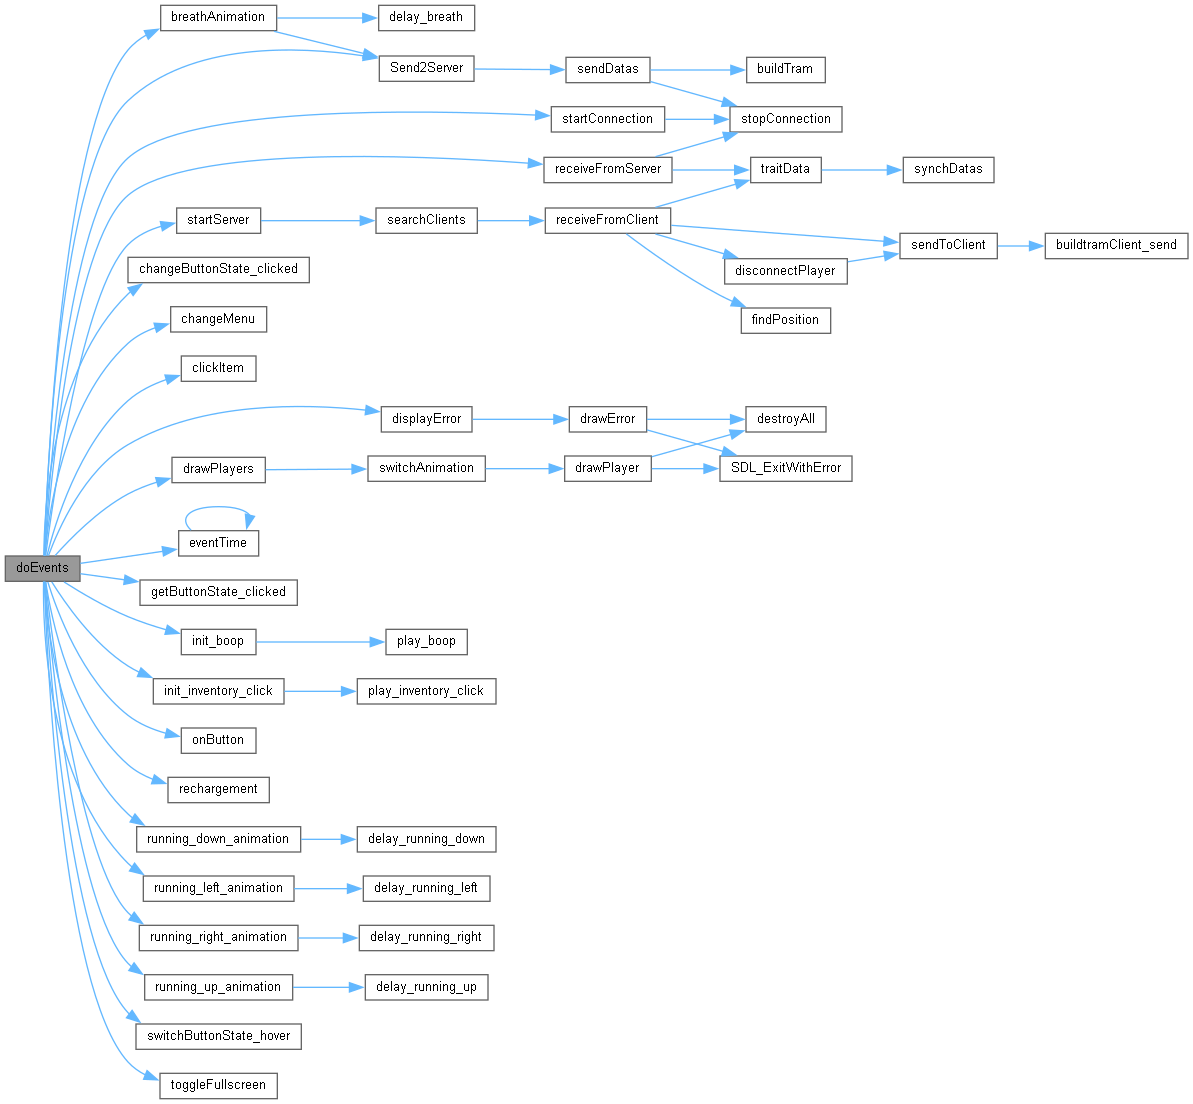 breathAnimation
delay_breath
Send2Server
sendDatas
buildTram
startConnection
stopConnection
receiveFromServer
traitData
synchDatas
startServer
searchClients
receiveFromClient
sendToClient
buildtramClient_send
changeButtonState_clicked
disconnectPlayer
changeMenu
findPosition
clickItem
displayError
drawError
destroyAll
drawPlayers
switchAnimation
drawPlayer
SDL_ExitWithError
eventTime
doEvents
getButtonState_clicked
init_boop
play_boop
init_inventory_click
play_inventory_click
onButton
rechargement
running_down_animation
delay_running_down
running_left_animation
delay_running_left
running_right_animation
delay_running_right
running_up_animation
delay_running_up
switchButtonState_hover
toggleFullscreen